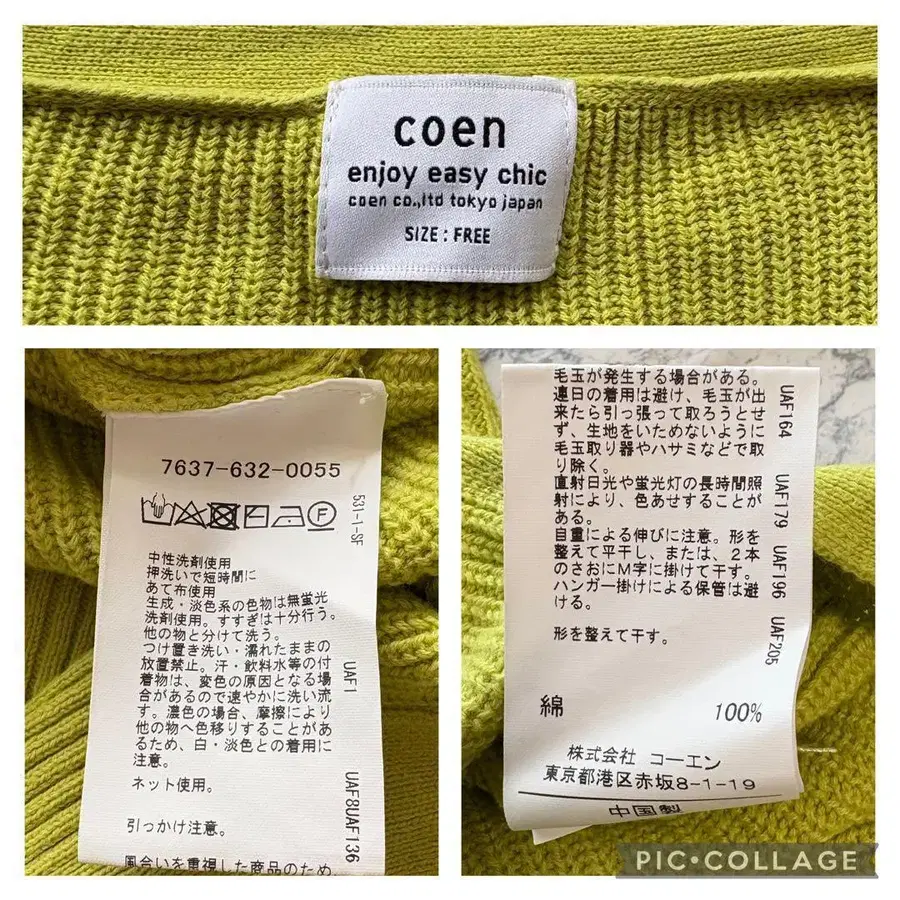 coen
enjoy easy chic
coen co.,ltd tokyo japan
SIZE : FREE
7637-632-0055
531-1-SF
中性洗剤使用
押洗いで短時間に
あて布使用
生成・淡色系の色物は無蛍光
洗剤使用。すすぎは十分行う。
他の物と分けて洗う。
つけ置き洗い・濡れたままの
放置禁止。汗・飲料水等の付
着物は、変色の原因となる場
合があるので速やかに洗い流
す。濃色の場合、摩擦により
他の物へ色移りすることがあ
るため、白・淡色との着用に
注意。
ネット使用。
引っかけ注意。
風合いを重視した商品のため、
UAF1
UAF8UAF136
毛玉が発生する場合がある。
連日の着用は避け、毛玉が出
来たら引っ張って取ろうとせ
ず、生地をいためないように
毛玉取り器やハサミなどで取
り除く。
直射日光や蛍光灯の長時間照
射により、色あせすることが
ある。
自重による伸びに注意。形を
整えて平干し、または、2本
のさおにM字に掛けて干す。
ハンガー掛けによる保管は避
ける。
形を整えて干す。
UAF164
UAF179
UAF196
UAF205
綿 100%
株式会社 コーエン
東京都港区赤坂8-1-19
中国製
PIC•COLLAGE